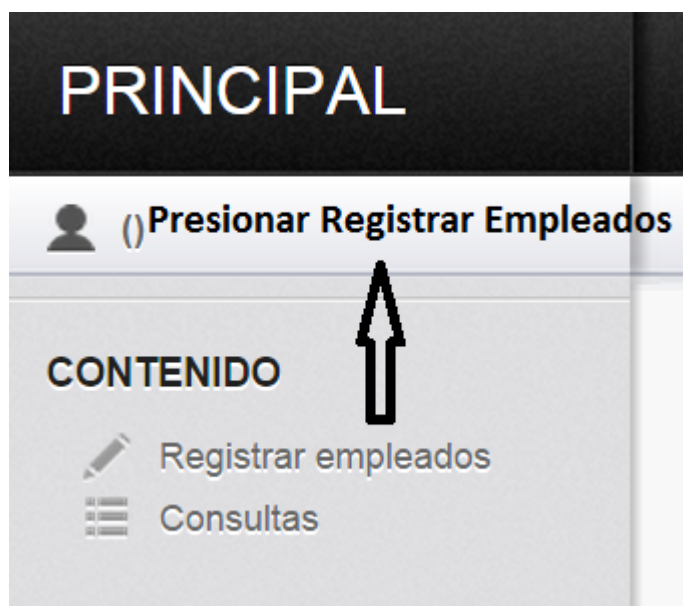 PRINCIPAL
() Presionar Registrar Empleados
CONTENIDO
Registrar empleados
Consultas